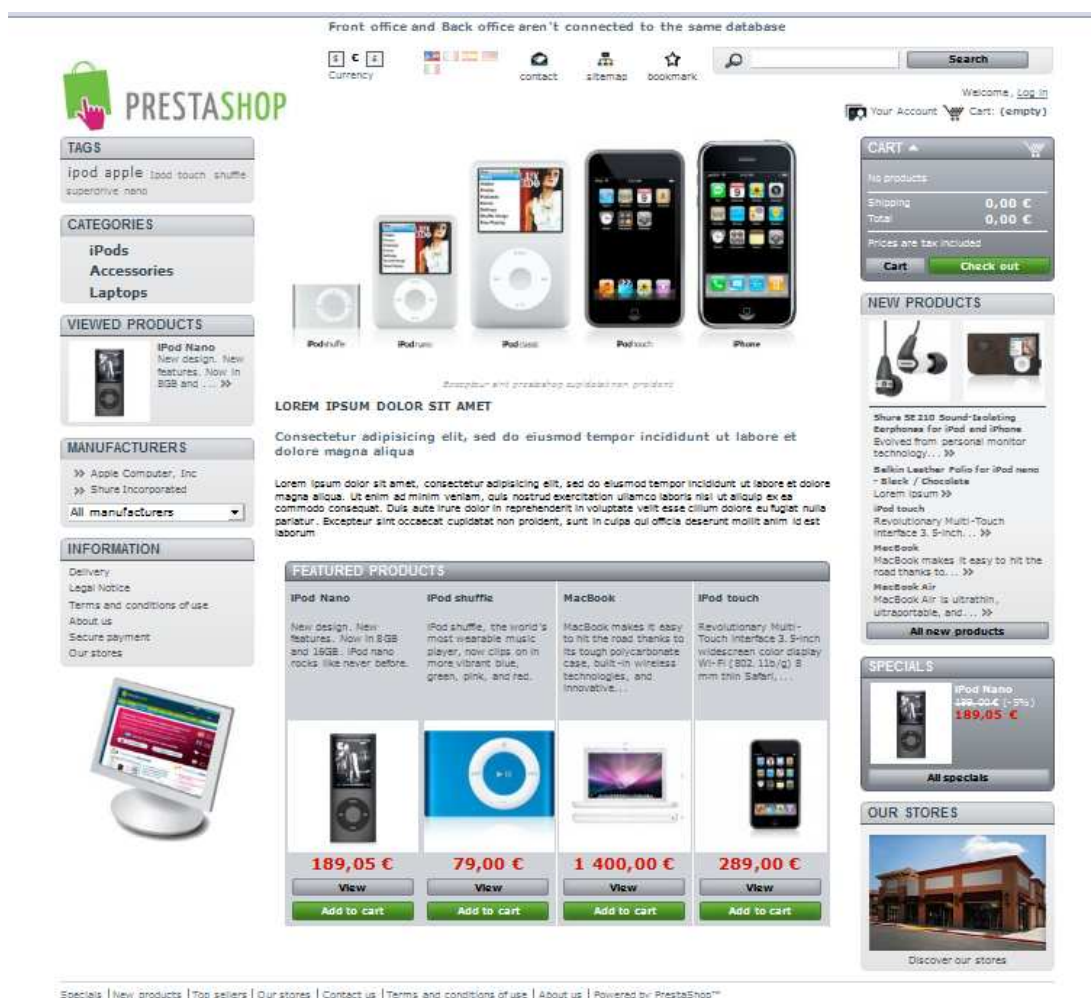 Front office and Back office aren't connected to the same database
Currency
contact
sitemap
bookmark
Search
Welcome, Log in
Your Account
Cart: (empty)
PRESTASHOP
TAGS
ipod apple ipod touch shuffle
superdrive nano
CATEGORIES
iPods
Accessories
Laptops
VIEWED PRODUCTS
iPod Nano
New design. New
features. Now in
8GB and ... »
MANUFACTURERS
» Apple Computer, Inc
» Shure Incorporated
All manufacturers
INFORMATION
Delivery
Legal Notice
Terms and conditions of use
About us
Secure payment
Our stores
iPod shuffle
iPod nano
iPod classic
iPod touch
iPhone
Excepteur sint prestashop cupidatat non proident
LOREM IPSUM DOLOR SIT AMET
Consectetur adipisicing elit, sed do eiusmod tempor incididunt ut labore et
dolore magna aliqua
Lorem ipsum dolor sit amet, consectetur adipisicing elit, sed do eiusmod tempor incididunt ut labore et dolore
magna aliqua. Ut enim ad minim veniam, quis nostrud exercitation ullamco laboris nisi ut aliquip ex ea
commodo consequat. Duis aute irure dolor in reprehenderit in voluptate velit esse cillum dolore eu fugiat nulla
pariatur. Excepteur sint occaecat cupidatat non proident, sunt in culpa qui officia deserunt mollit anim id est
laborum
FEATURED PRODUCTS
iPod Nano
New design. New
features. Now in 8GB
and 16GB. iPod nano
rocks like never before.
189,05 €
View
Add to cart
iPod shuffle
iPod shuffle, the world's
most wearable music
player, now clips on in
more vibrant blue,
green, pink, and red.
79,00 €
View
Add to cart
MacBook
MacBook makes it easy
to hit the road thanks to
its tough polycarbonate
case, built-in wireless
technologies, and
innovative...
1 400,00 €
View
Add to cart
iPod touch
Revolutionary Multi-
Touch interface 3. 5-inch
widescreen color display
Wi-Fi (802. 11b/g) 8
mm thin Safari, ...
289,00 €
View
Add to cart
CART
No products
Shipping 0,00 €
Total 0,00 €
Prices are tax included
Cart
Check out
NEW PRODUCTS
Shure SE210 Sound-Isolating
Earphones for iPod and iPhone
Evolved from personal monitor
technology... »
Belkin Leather Folio for iPod nano
- Black / Chocolate
Lorem ipsum »
iPod touch
Revolutionary Multi-Touch
interface 3. 5-inch... »
MacBook
MacBook makes it easy to hit the
road thanks to... »
MacBook Air
MacBook Air is ultrathin,
ultraportable, and... »
All new products
SPECIALS
iPod Nano
199,00 € (-5%)
189,05 €
All specials
OUR STORES
Discover our stores
Specials | New products | Top sellers | Our stores | Contact us | Terms and conditions of use | About us | Powered by PrestaShop™